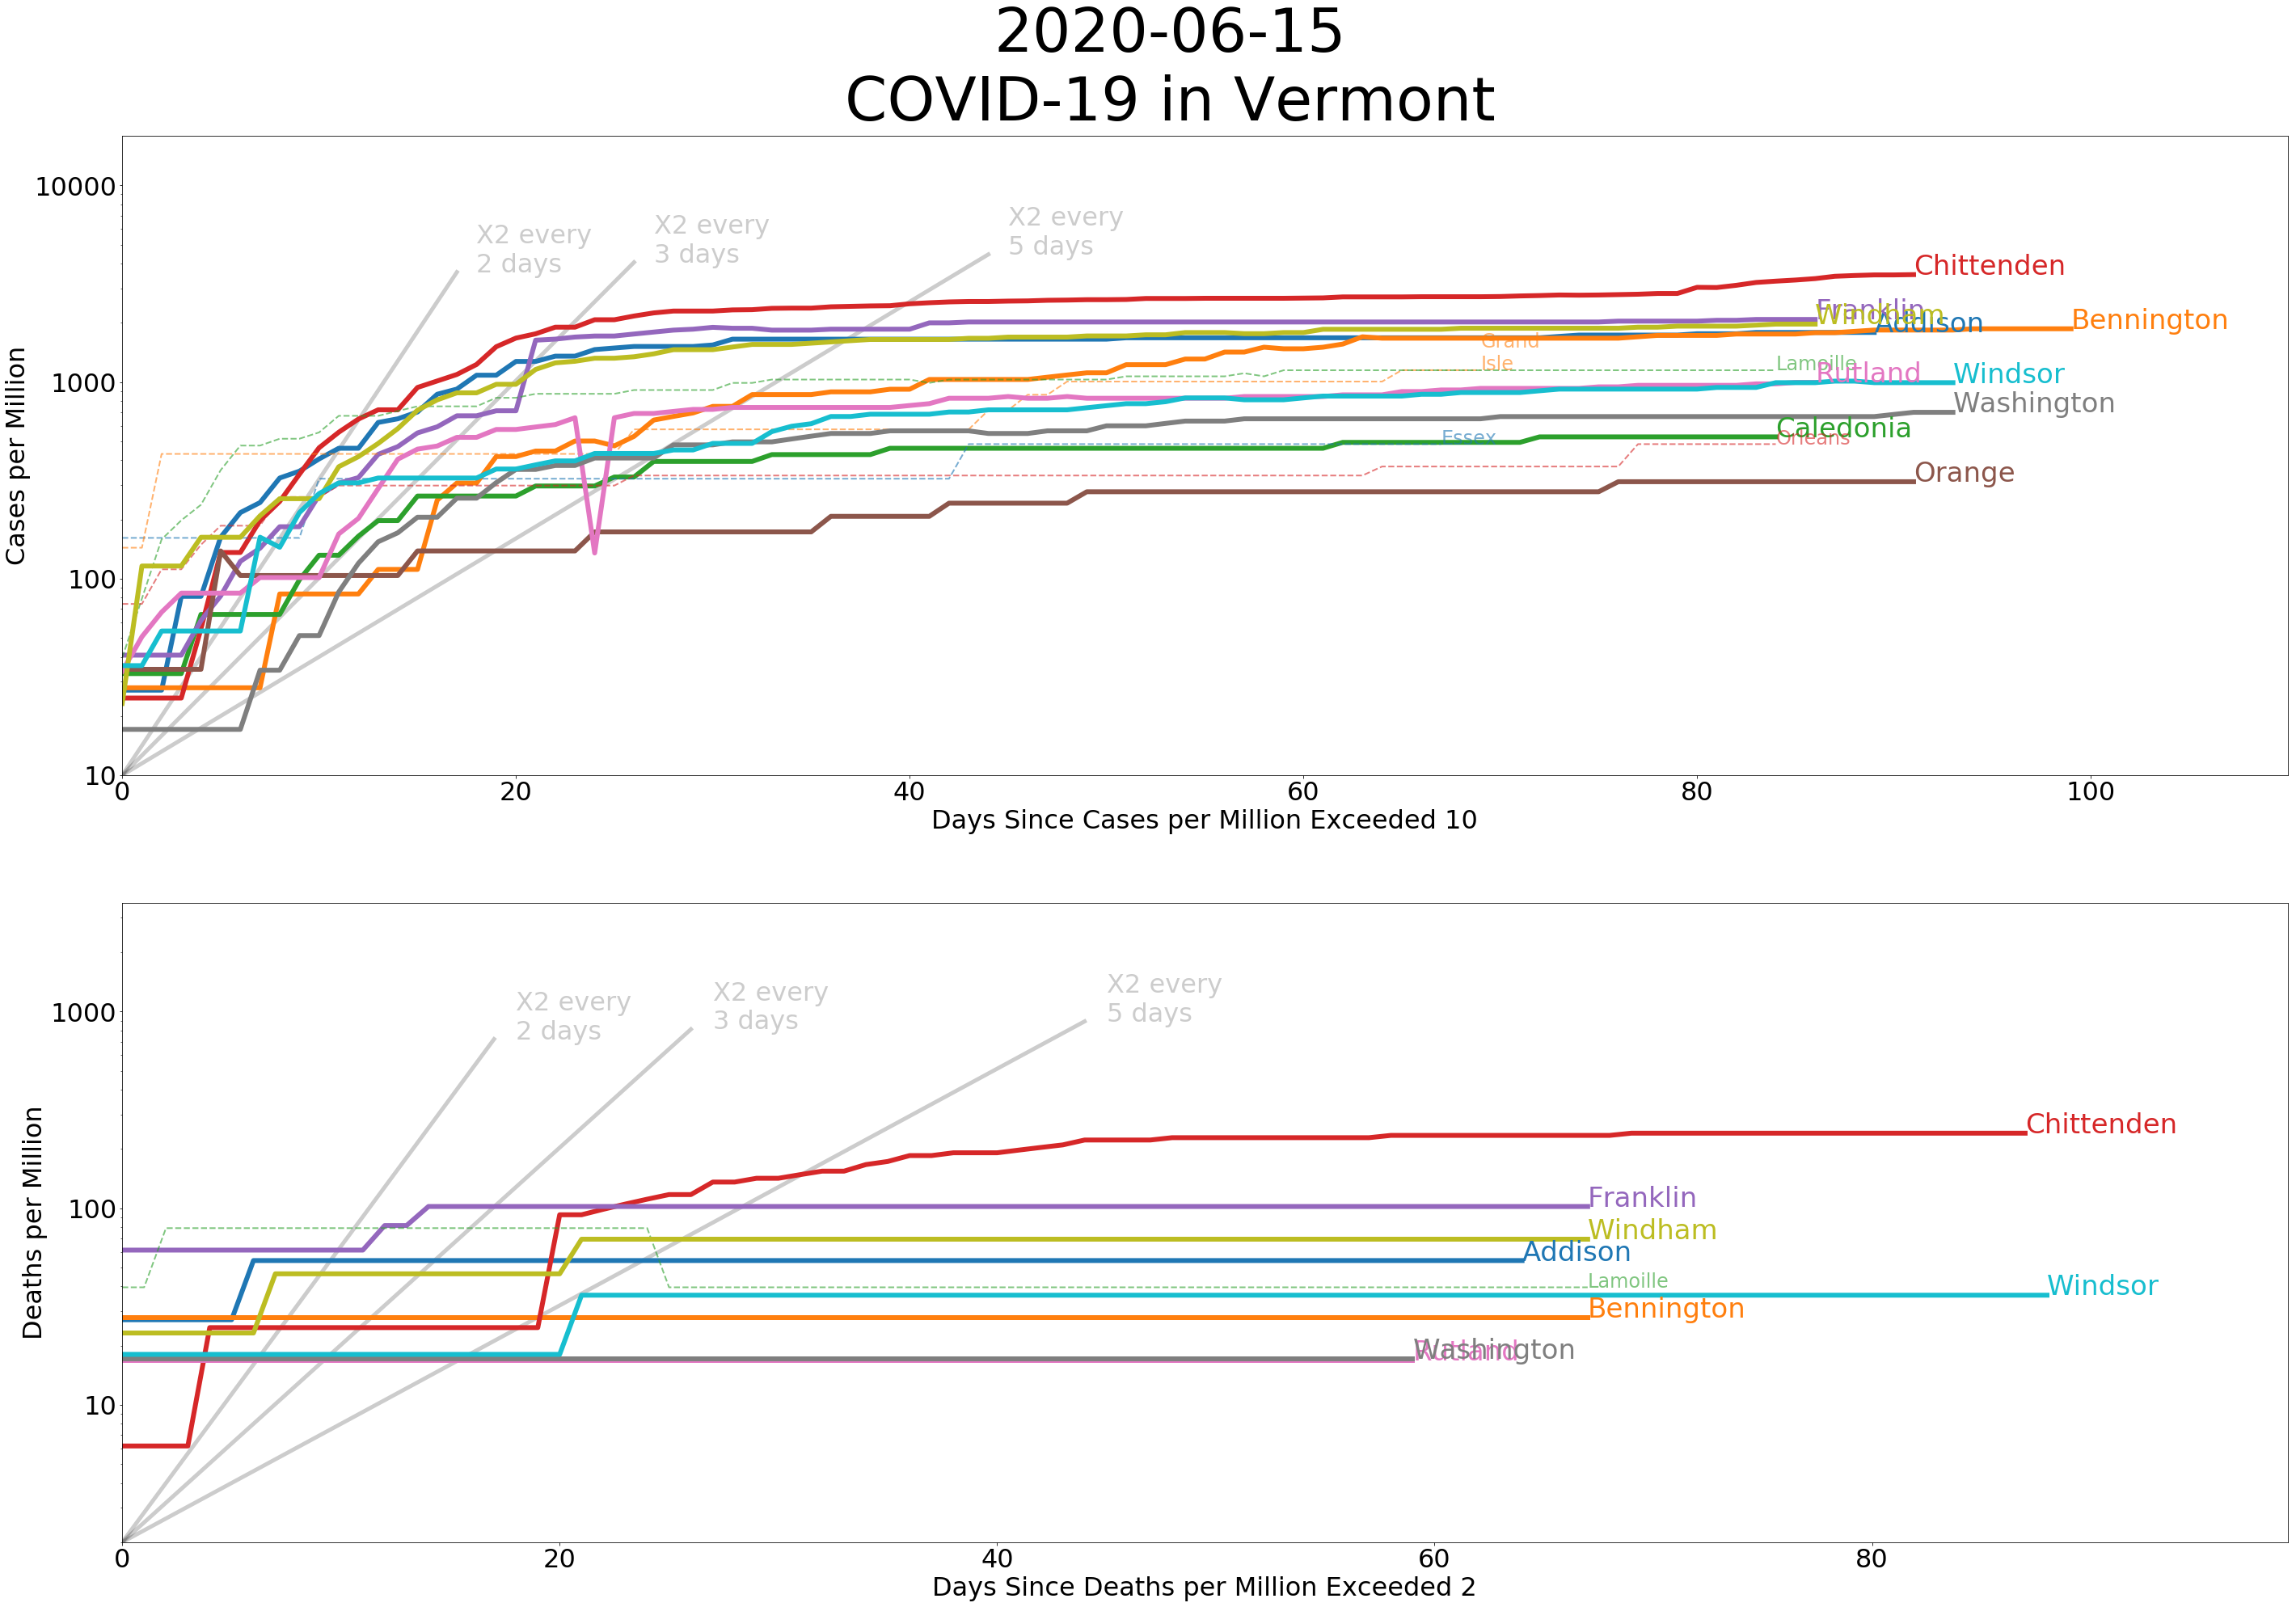 2020-06-15
COVID-19 in Vermont
10000
1000
100
10
Cases per Million
X2 every
2 days
X2 every
3 days
X2 every
5 days
Chittenden
Franklin
Windham
Addison
Bennington
Grand
Isle
Lamoille
Rutland
Windsor
Washington
Caledonia
Essex
Orleans
Orange
0
20
40
60
80
100
Days Since Cases per Million Exceeded 10
1000
100
10
Deaths per Million
X2 every
2 days
X2 every
3 days
X2 every
5 days
Chittenden
Franklin
Windham
Addison
Lamoille
Windsor
Bennington
Washington
Rutland
0
20
40
60
80
Days Since Deaths per Million Exceeded 2